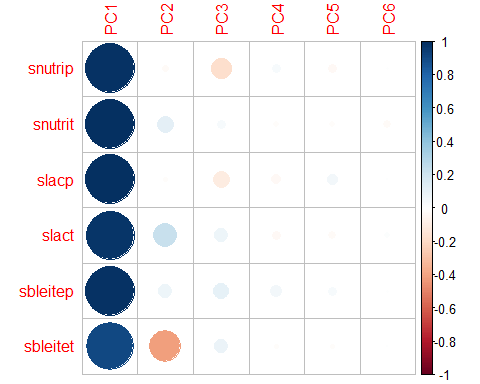 PC1 PC2 PC3 PC4 PC5 PC6
snutrip
snutrit
slacp
slact
sbleitep
sbleitet
1
0.8
0.6
0.4
0.2
0
-0.2
-0.4
-0.6
-0.8
-1